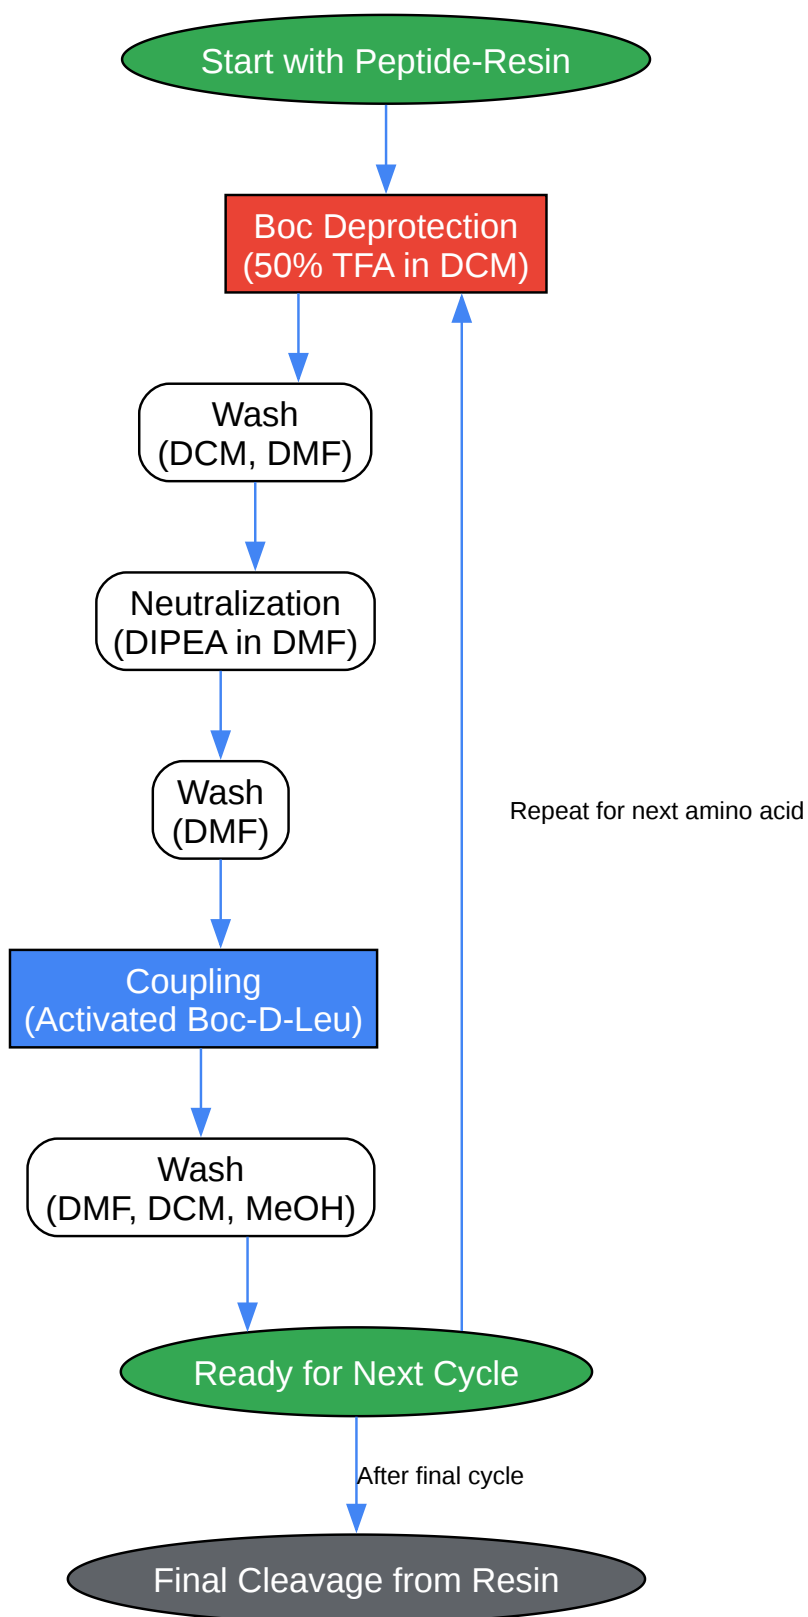 Start with Peptide-Resin
Boc Deprotection
(50% TFA in DCM)
Wash
(DCM, DMF)
Neutralization
(DIPEA in DMF)
Wash
(DMF)
Repeat for next amino acid
Coupling
(Activated Boc-D-Leu)
Wash
(DMF, DCM, MeOH)
Ready for Next Cycle
After final cycle
Final Cleavage from Resin